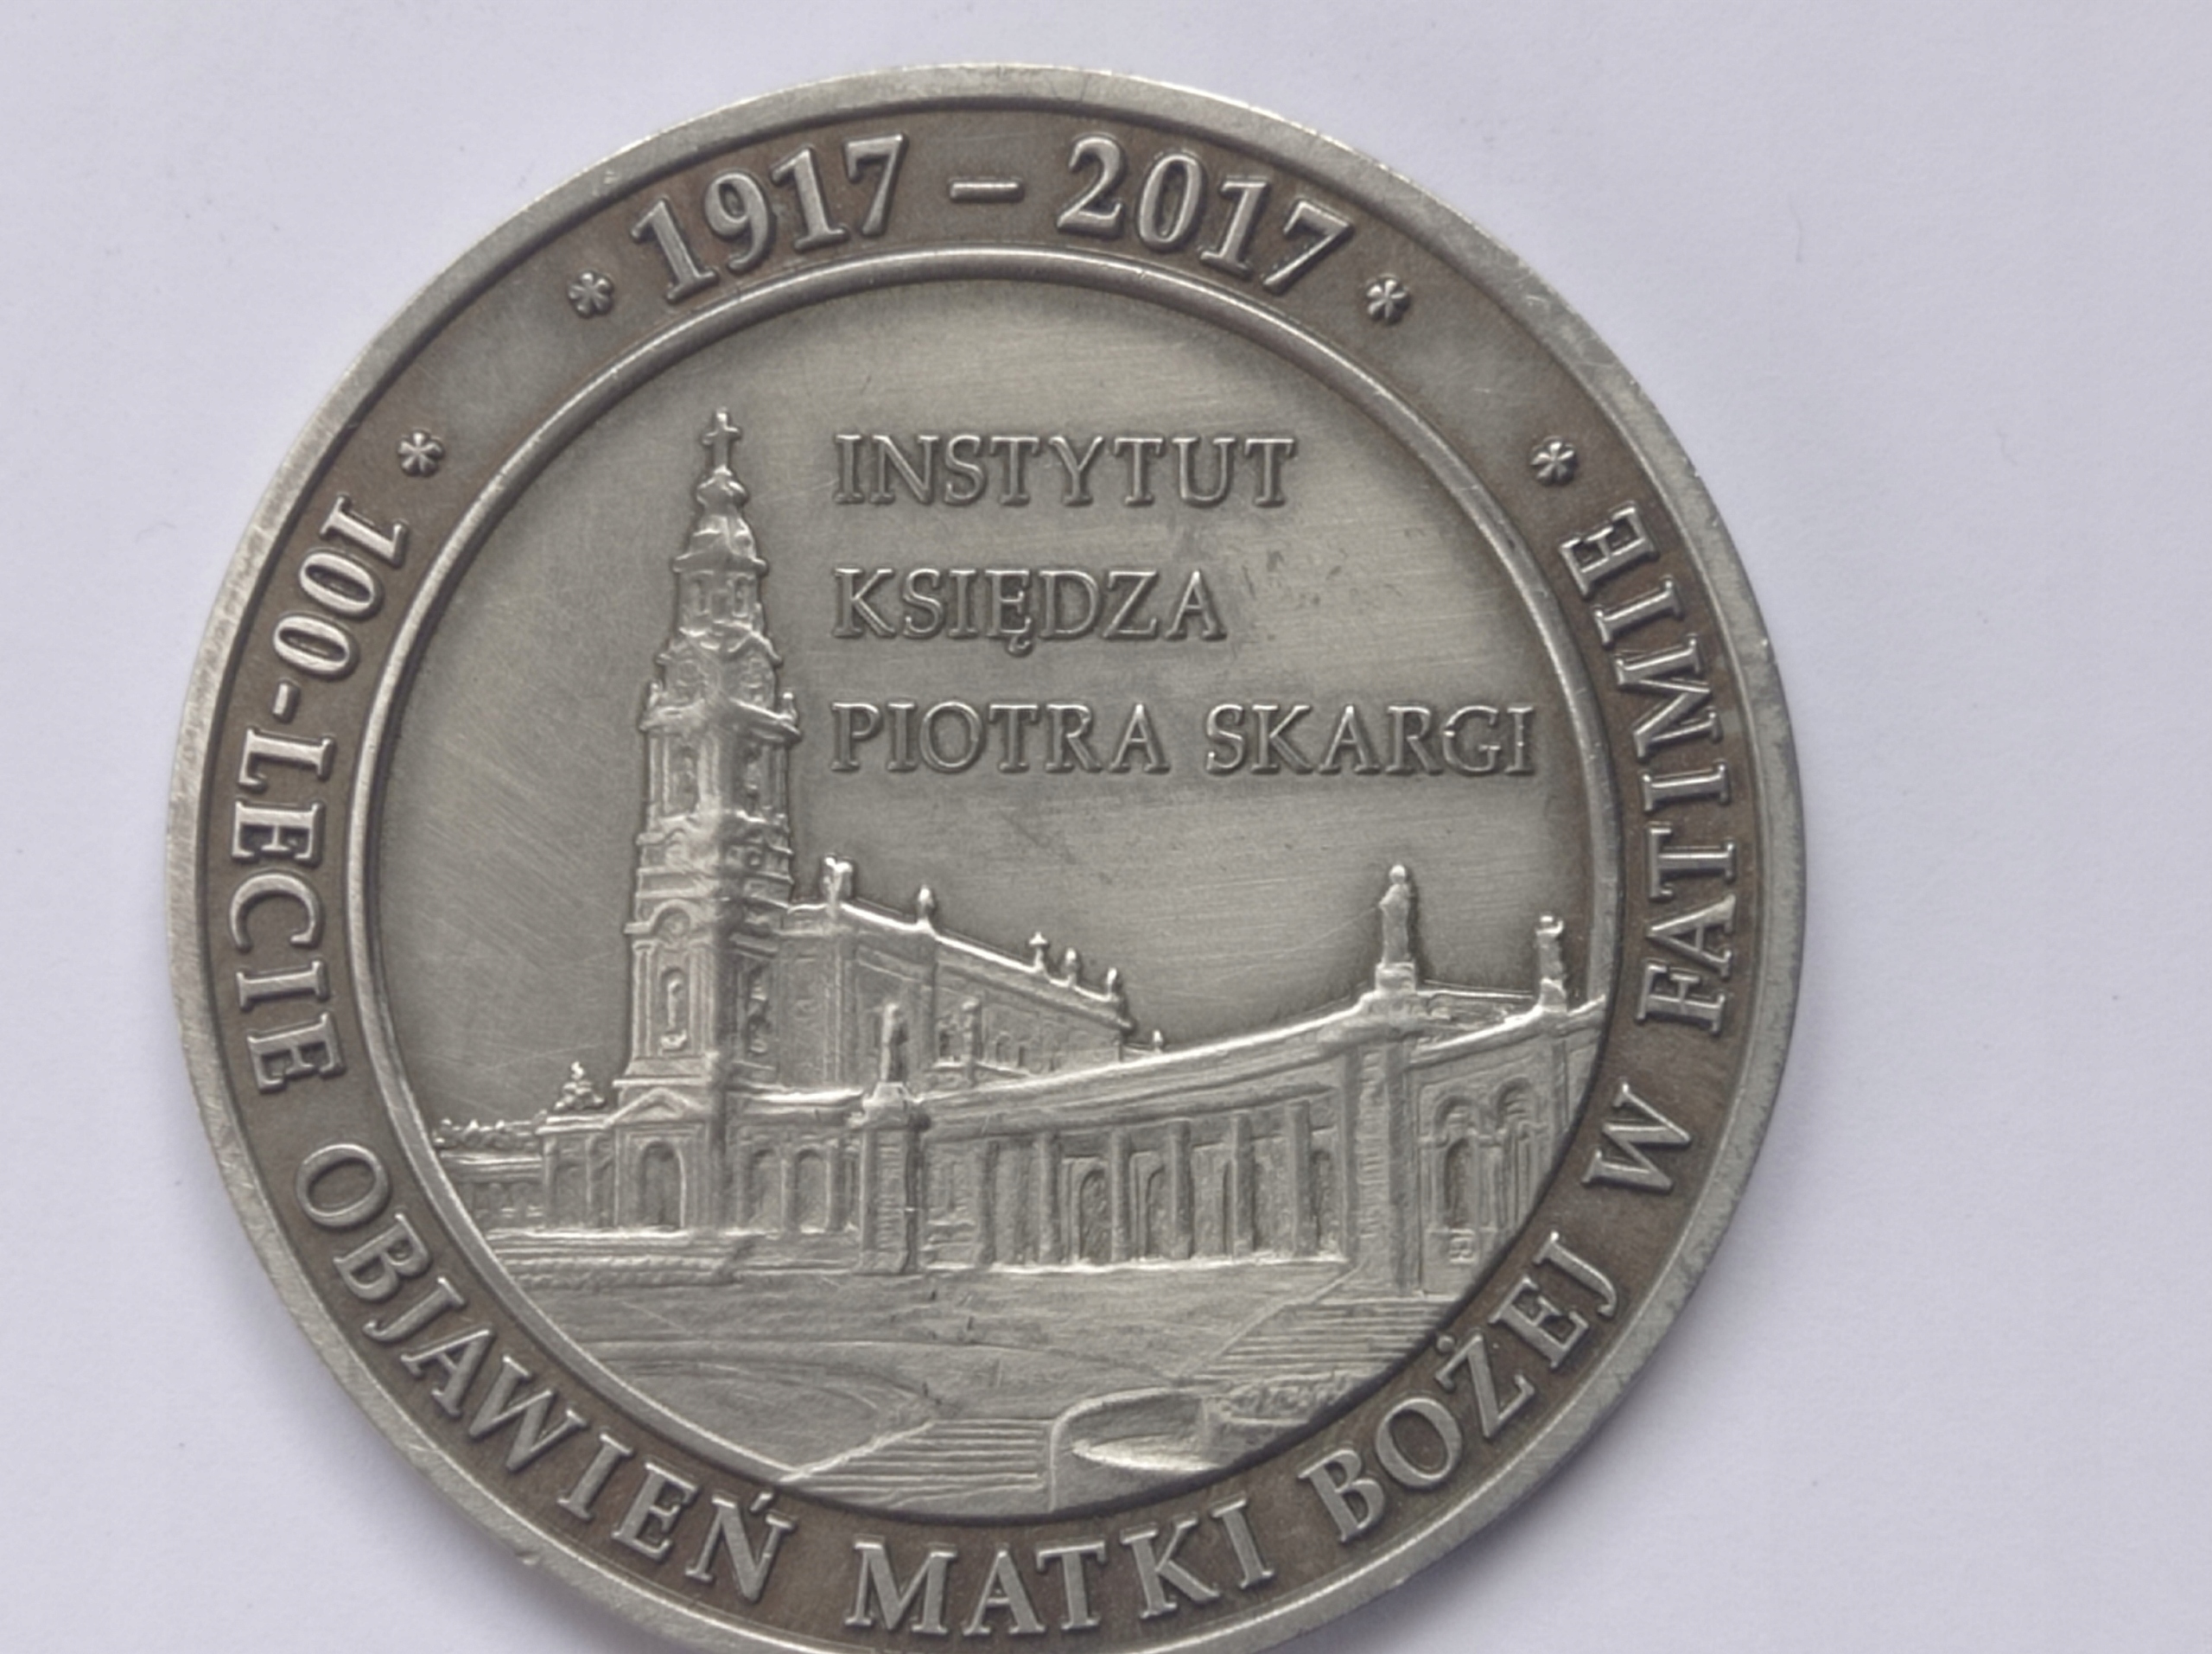 * 1917 – 2017 *
INSTYTUT
KSIĘDZA
PIOTRA SKARGI
* 100-LECIE OBJAWIEŃ MATKI BOŻEJ W FATIMIE *